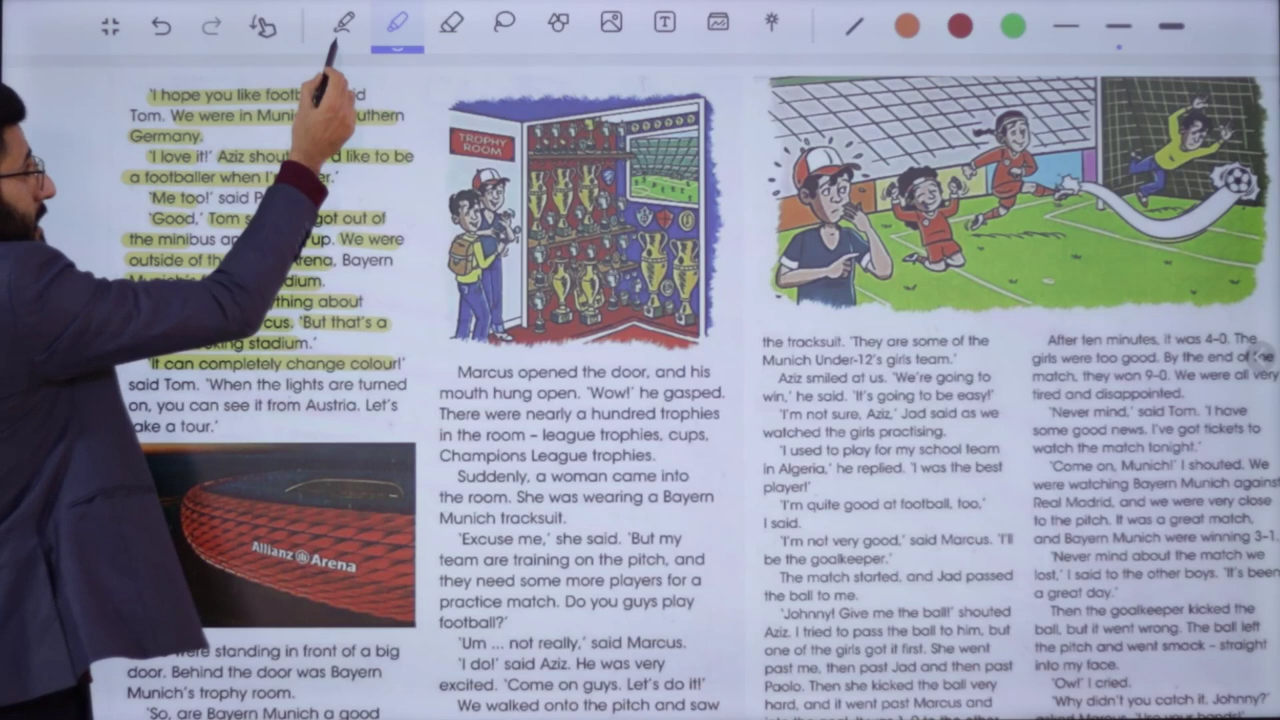 'I hope you like
Tom. We were in
Germany.
'I love it!' Aziz like to be
a footballer when
'Me too!' said
'Good,' Tom got out of
the minibus up. We were
outside of Arena, Bayern
about
'But that's a
stadium.'
'It can completely change colour!'
said Tom. 'When the lights are turned
on, you can see it from Austria. Let's
take a tour.'
Allianz Arena
were standing in front of a big
door. Behind the door was Bayern
Munich's trophy room.
'So, are Bayern Munich a good
TROPHY
ROOM
Marcus opened the door, and his
mouth hung open. 'Wow!' he gasped.
There were nearly a hundred trophies
in the room – league trophies, cups,
Champions League trophies.
Suddenly, a woman came into
the room. She was wearing a Bayern
Munich tracksuit.
'Excuse me,' she said. 'But my
team are training on the pitch, and
they need some more players for a
practice match. Do you guys play
football?'
'Um ... not really,' said Marcus.
'I do!' said Aziz. He was very
excited. 'Come on guys. Let's do it!'
We walked onto the pitch and saw
the tracksuit. 'They are some of the
Munich Under-12's girls team.'
Aziz smiled at us. 'We're going to
win,' he said. 'It's going to be easy!'
'I'm not sure, Aziz,' Jad said as we
watched the girls practising.
'I used to play for my school team
in Algeria,' he replied. 'I was the best
player!'
'I'm quite good at football, too,'
I said.
'I'm not very good,' said Marcus. 'I'll
be the goalkeeper.'
The match started, and Jad passed
the ball to me.
'Johnny! Give me the ball!' shouted
Aziz. I tried to pass the ball to him, but
one of the girls got it first. She went
past me, then past Jad and then past
Paolo. Then she kicked the ball very
hard, and it went past Marcus and
After ten minutes, it was 4–0. The
girls were too good. By the end of the
match, they won 9–0. We were all very
tired and disappointed.
'Never mind,' said Tom. 'I have
some good news. I've got tickets to
watch the match tonight.'
'Come on, Munich!' I shouted. We
were watching Bayern Munich against
Real Madrid, and we were very close
to the pitch. It was a great match,
and Bayern Munich were winning 3–1.
'Never mind about the match we
lost,' I said to the other boys. 'It's been
a great day.'
Then the goalkeeper kicked the
ball, but it went wrong. The ball left
the pitch and went smack – straight
into my face.
'Ow!' I cried.
'Why didn't you catch it, Johnny?'